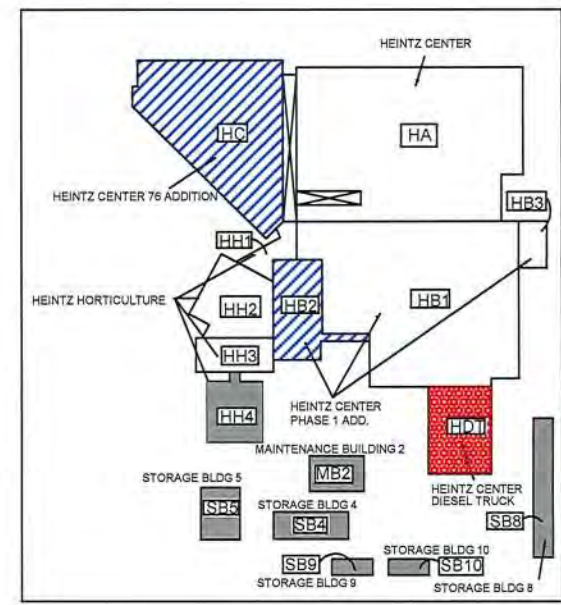 HEINTZ CENTER
HC
HA
HEINTZ CENTER 76 ADDITION
HB3
HH1
HEINTZ HORTICULTURE
HH2
HB2
HB1
HH3
HEINTZ CENTER
PHASE 1 ADD.
HH4
HDT
MAINTENANCE BUILDING 2
MB2
STORAGE BLDG 5
HEINTZ CENTER
DIESEL TRUCK
SB5
STORAGE BLDG 4
SB4
SB8
SB9
STORAGE BLDG 10
SB10
STORAGE BLDG 9
STORAGE BLDG 8